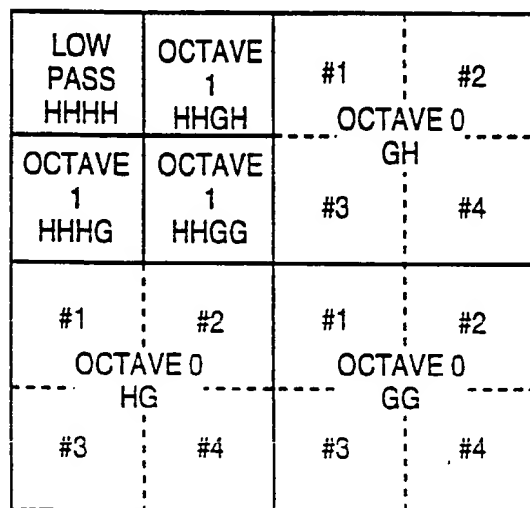 LOW
PASS
HHHH
OCTAVE
1
HHGH
#1
#2
OCTAVE 0
GH
#3
#4
OCTAVE
1
HHHG
OCTAVE
1
HHGG
#1
#2
OCTAVE 0
HG
#3
#4
#1
#2
OCTAVE 0
GG
#3
#4